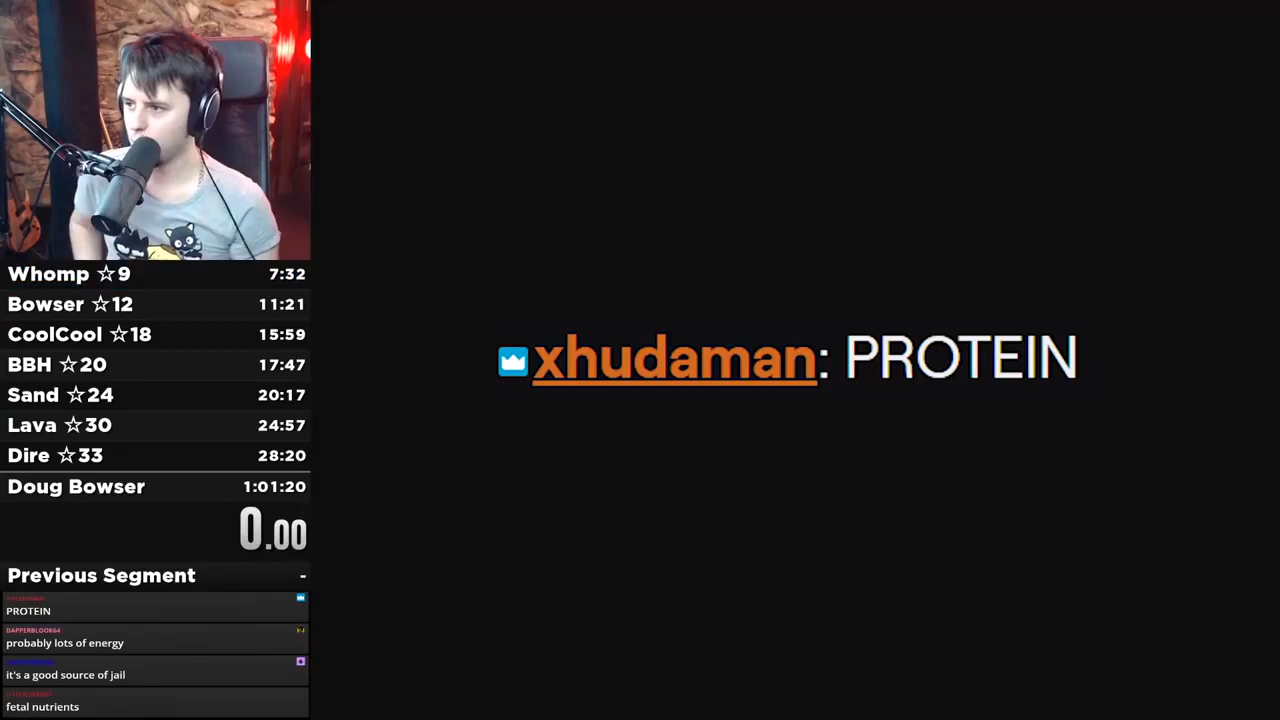 Whomp ☆9 7:32
Bowser ☆12 11:21
CoolCool ☆18 15:59
BBH ☆20 17:47
Sand ☆24 20:17
Lava ☆30 24:57
Dire ☆33 28:20
Doug Bowser 1:01:20
0.00
Previous Segment -
XHUDAMAN
PROTEIN
DAPPERBLOOK64
probably lots of energy
it's a good source of jail
fetal nutrients
xhudaman: PROTEIN